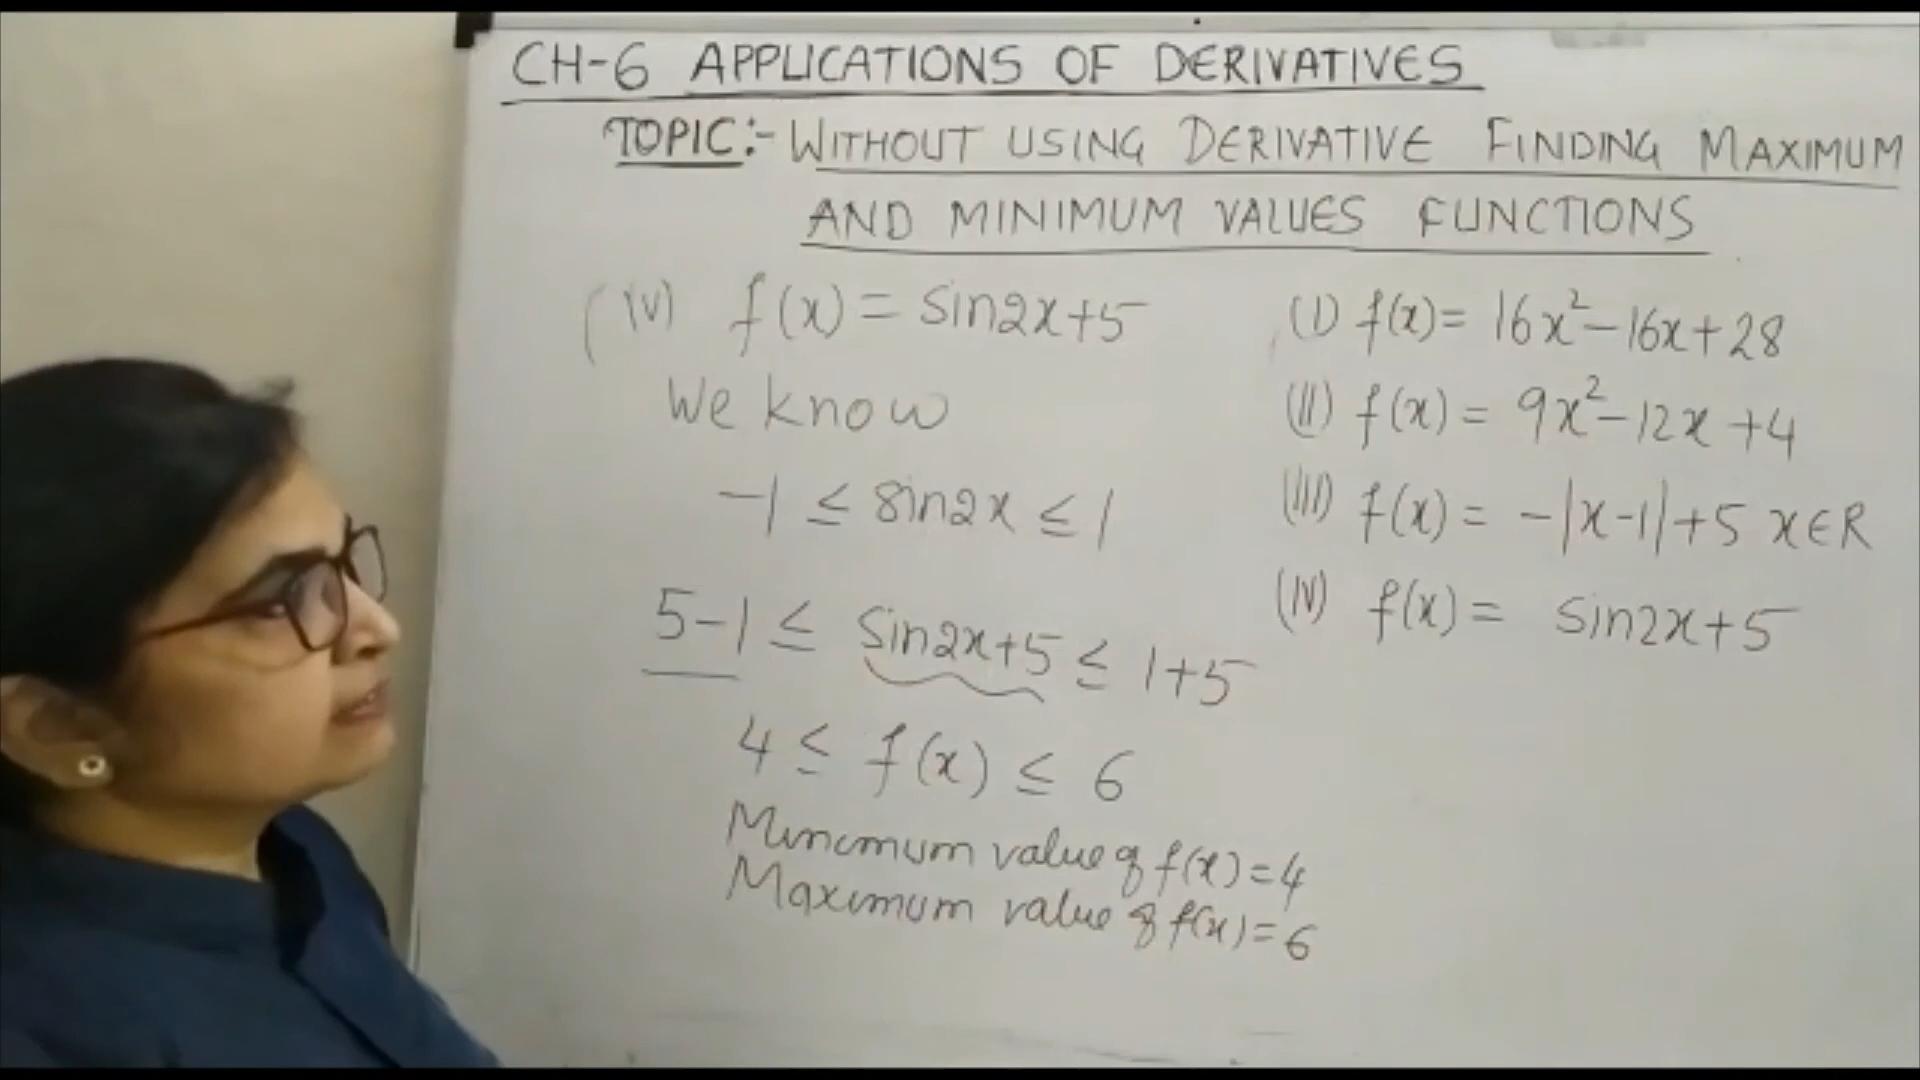 CH-6 APPLICATIONS OF DERIVATIVES
TOPIC:- WITHOUT USING DERIVATIVE FINDING MAXIMUM
AND MINIMUM VALUES FUNCTIONS
(IV) f(x) = sin2x+5
We know
-1 ≤ sin2x ≤ 1
5-1 ≤ sin2x+5 ≤ 1+5
4 ≤ f(x) ≤ 6
Minimum value of f(x)=4
Maximum value of f(x)=6
(I) f(x) = 16x²-16x+28
(II) f(x) = 9x²-12x+4
(III) f(x) = -|x-1|+5 x∈R
(IV) f(x) = sin2x+5